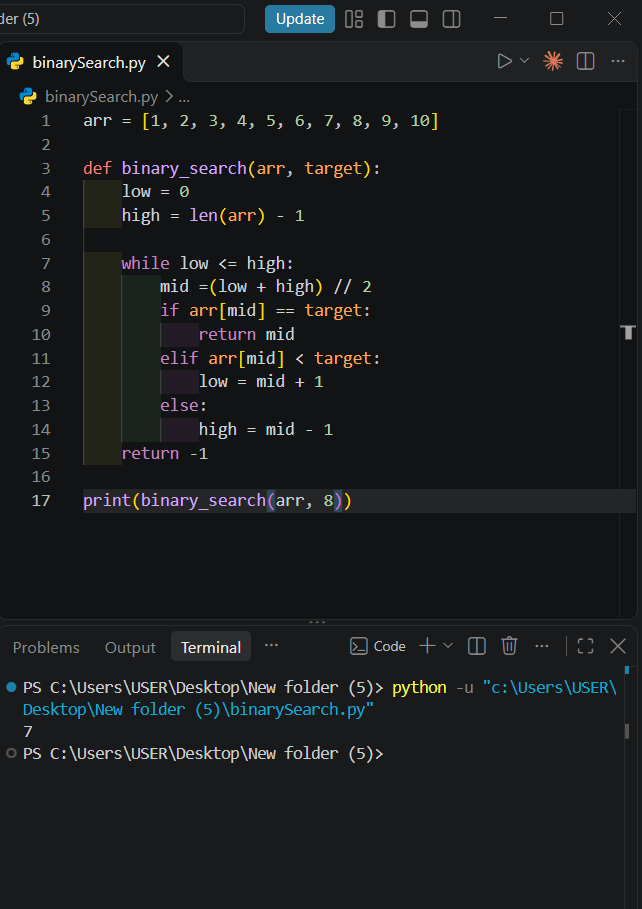 der (5)
Update
binarySearch.py
binarySearch.py > ...
1 arr = [1, 2, 3, 4, 5, 6, 7, 8, 9, 10]
2
3 def binary_search(arr, target):
4     low = 0
5     high = len(arr) - 1
6
7     while low <= high:
8         mid =(low + high) // 2
9         if arr[mid] == target:
10             return mid
11         elif arr[mid] < target:
12             low = mid + 1
13         else:
14             high = mid - 1
15     return -1
16
17 print(binary_search(arr, 8))
Problems Output Terminal ... Code
PS C:\Users\USER\Desktop\New folder (5)> python -u "c:\Users\USER\
Desktop\New folder (5)\binarySearch.py"
7
PS C:\Users\USER\Desktop\New folder (5)>